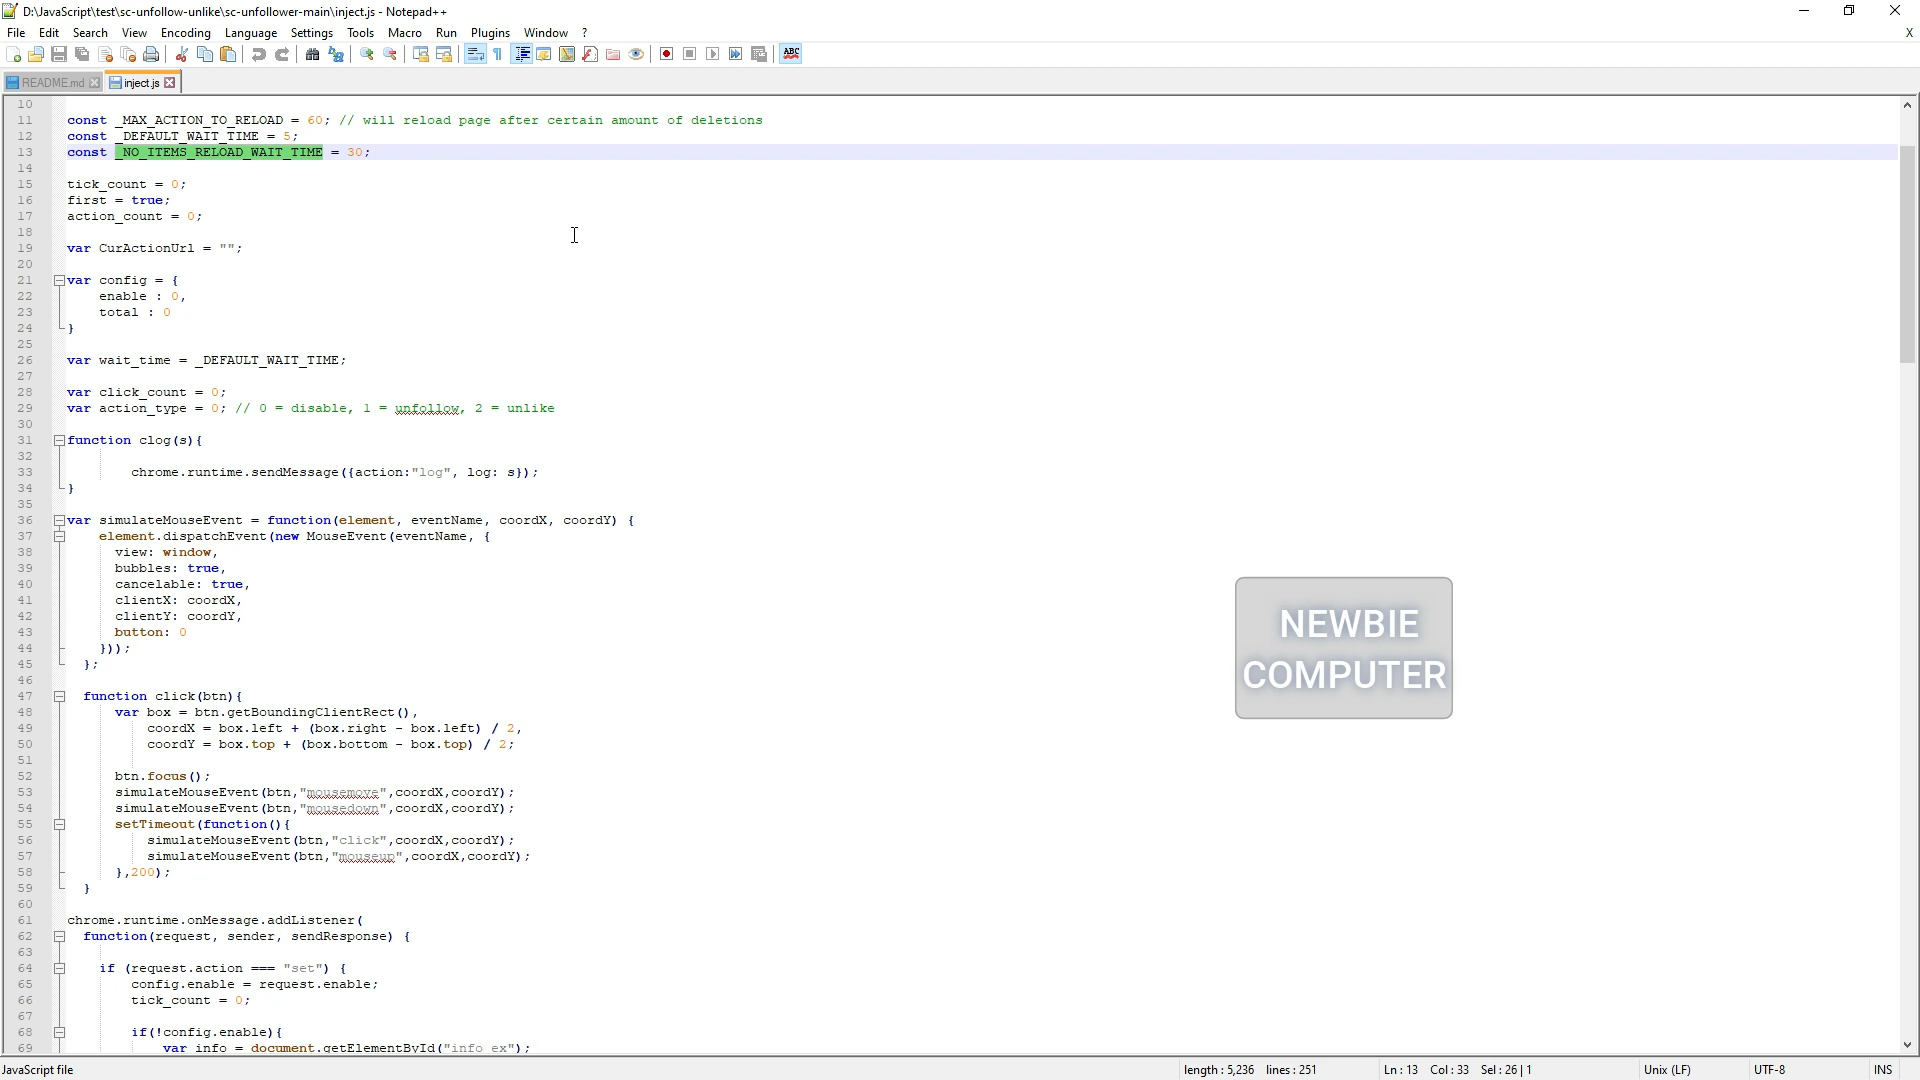 D:\JavaScript\test\sc-unfollow-unlike\sc-unfollower-main\inject.js - Notepad++
File Edit Search View Encoding Language Settings Tools Macro Run Plugins Window ? X
ABC
README.md inject.js
10
11 const _MAX_ACTION_TO_RELOAD = 60; // will reload page after certain amount of deletions
12 const _DEFAULT_WAIT_TIME = 5;
13 const _NO_ITEMS_RELOAD_WAIT_TIME = 30;
14
15 tick_count = 0;
16 first = true;
17 action_count = 0;
18
19 var CurActionUrl = "";
20
21 var config = {
22 enable : 0,
23 total : 0
24 }
25
26 var wait_time = _DEFAULT_WAIT_TIME;
27
28 var click_count = 0;
29 var action_type = 0; // 0 = disable, 1 = unfollow, 2 = unlike
30
31 function clog(s){
32
33 chrome.runtime.sendMessage({action:"log", log: s});
34 }
35
36 var simulateMouseEvent = function(element, eventName, coordX, coordY) {
37 element.dispatchEvent(new MouseEvent(eventName, {
38 view: window,
39 bubbles: true,
40 cancelable: true,
41 clientX: coordX,
42 clientY: coordY,
43 button: 0
44 }));
45 };
46
47 function click(btn){
48 var box = btn.getBoundingClientRect(),
49 coordX = box.left + (box.right - box.left) / 2,
50 coordY = box.top + (box.bottom - box.top) / 2;
51
52 btn.focus();
53 simulateMouseEvent(btn,"mousemove",coordX,coordY);
54 simulateMouseEvent(btn,"mousedown",coordX,coordY);
55 setTimeout(function(){
56 simulateMouseEvent(btn,"click",coordX,coordY);
57 simulateMouseEvent(btn,"mouseup",coordX,coordY);
58 },200);
59 }
60
61 chrome.runtime.onMessage.addListener(
62 function(request, sender, sendResponse) {
63
64 if (request.action === "set") {
65 config.enable = request.enable;
66 tick_count = 0;
67
68 if(!config.enable){
69 var info = document.getElementById("info_ex");
NEWBIE
COMPUTER
JavaScript file length : 5,236 lines : 251 Ln : 13 Col : 33 Sel : 26 | 1 Unix (LF) UTF-8 INS